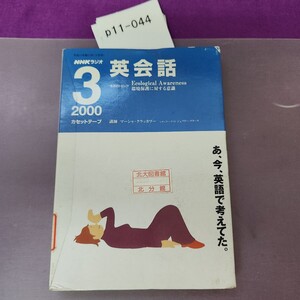 p11-044
NHKラジオ
英会話
3
2000
Ecological Awareness
環境保護に対する意識
カセットテープ
あ、今、英語で考えてた。